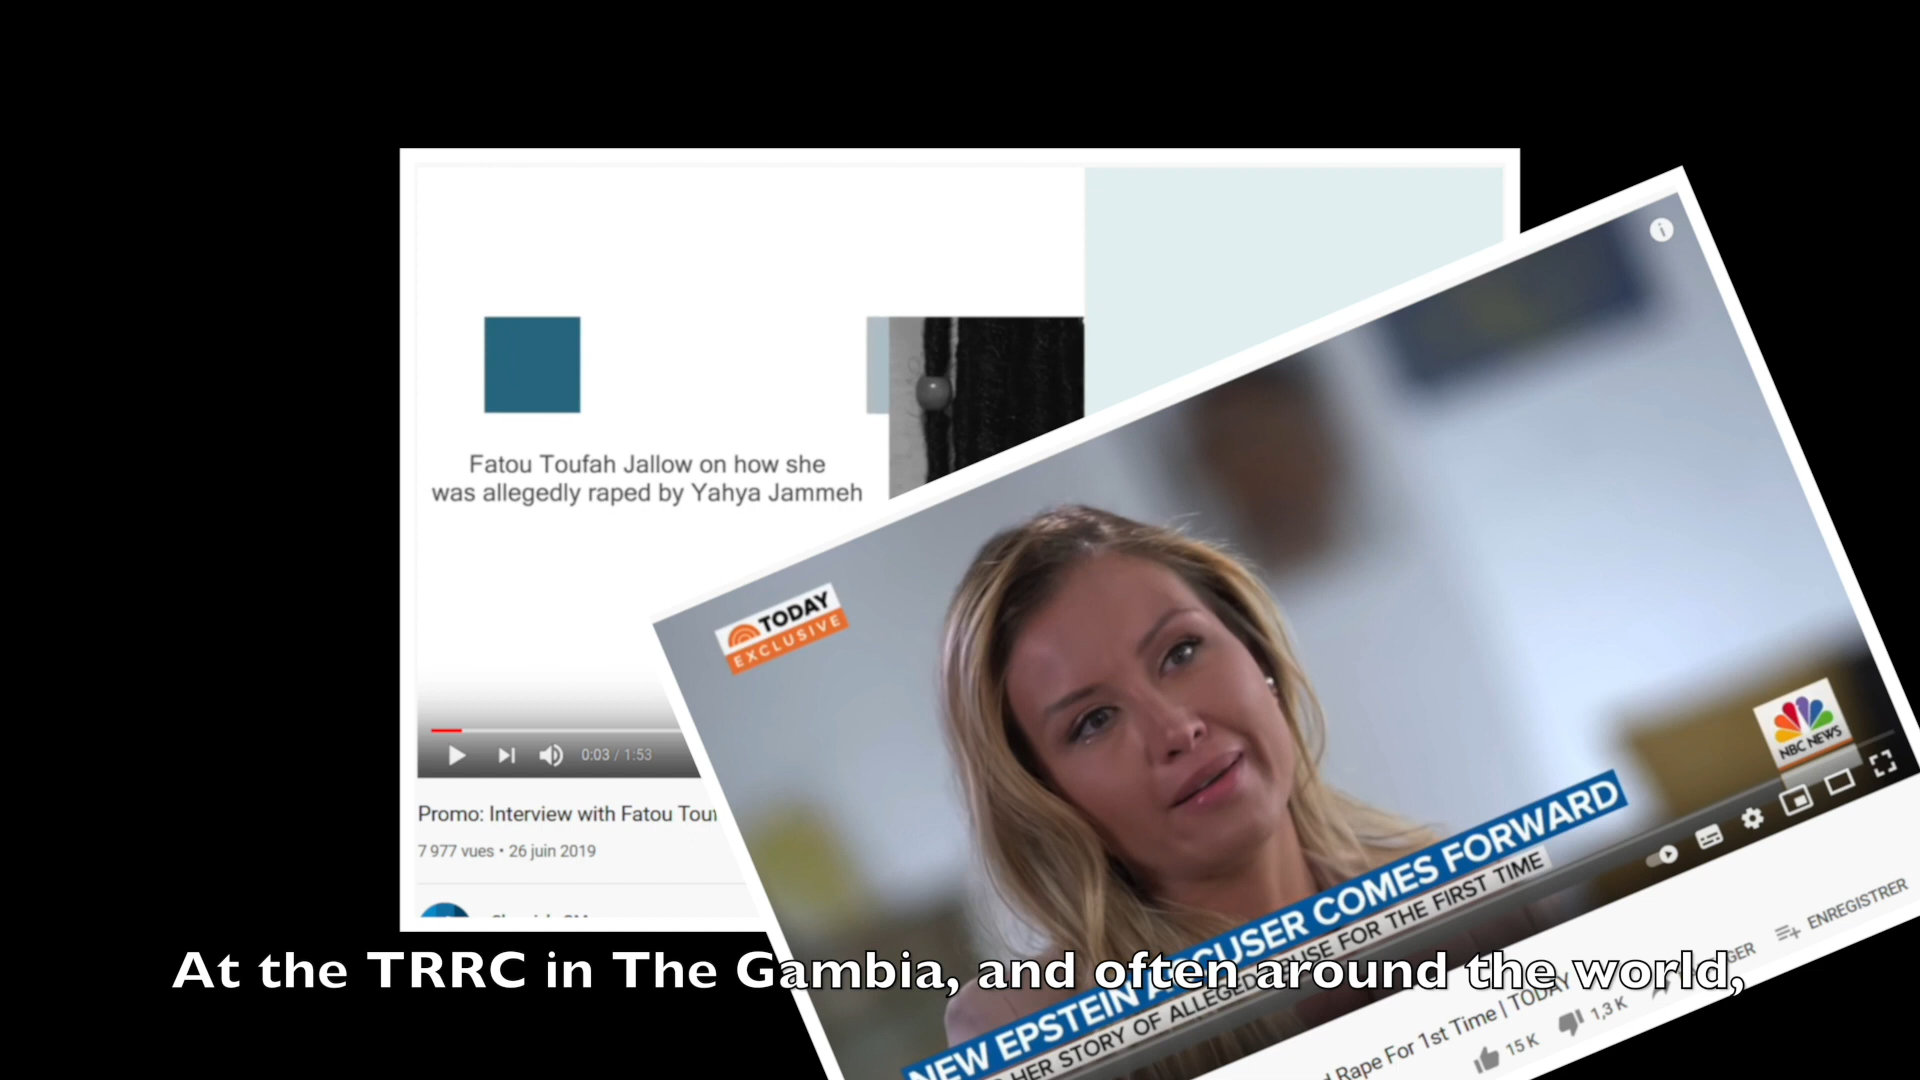 Fatou Toufah Jallow on how she
was allegedly raped by Yahya Jammeh
0:03 / 1:53
Promo: Interview with Fatou Tou
7 977 vues • 26 juin 2019
i
TODAY
EXCLUSIVE
NBC NEWS
NEW EPSTEIN ACCUSER COMES FORWARD
HER STORY OF ALLEGED ABUSE FOR THE FIRST TIME
Rape For 1st Time | TODAY
15 K
1,3 K
GER
ENREGISTRER
At the TRRC in The Gambia, and often around the world,